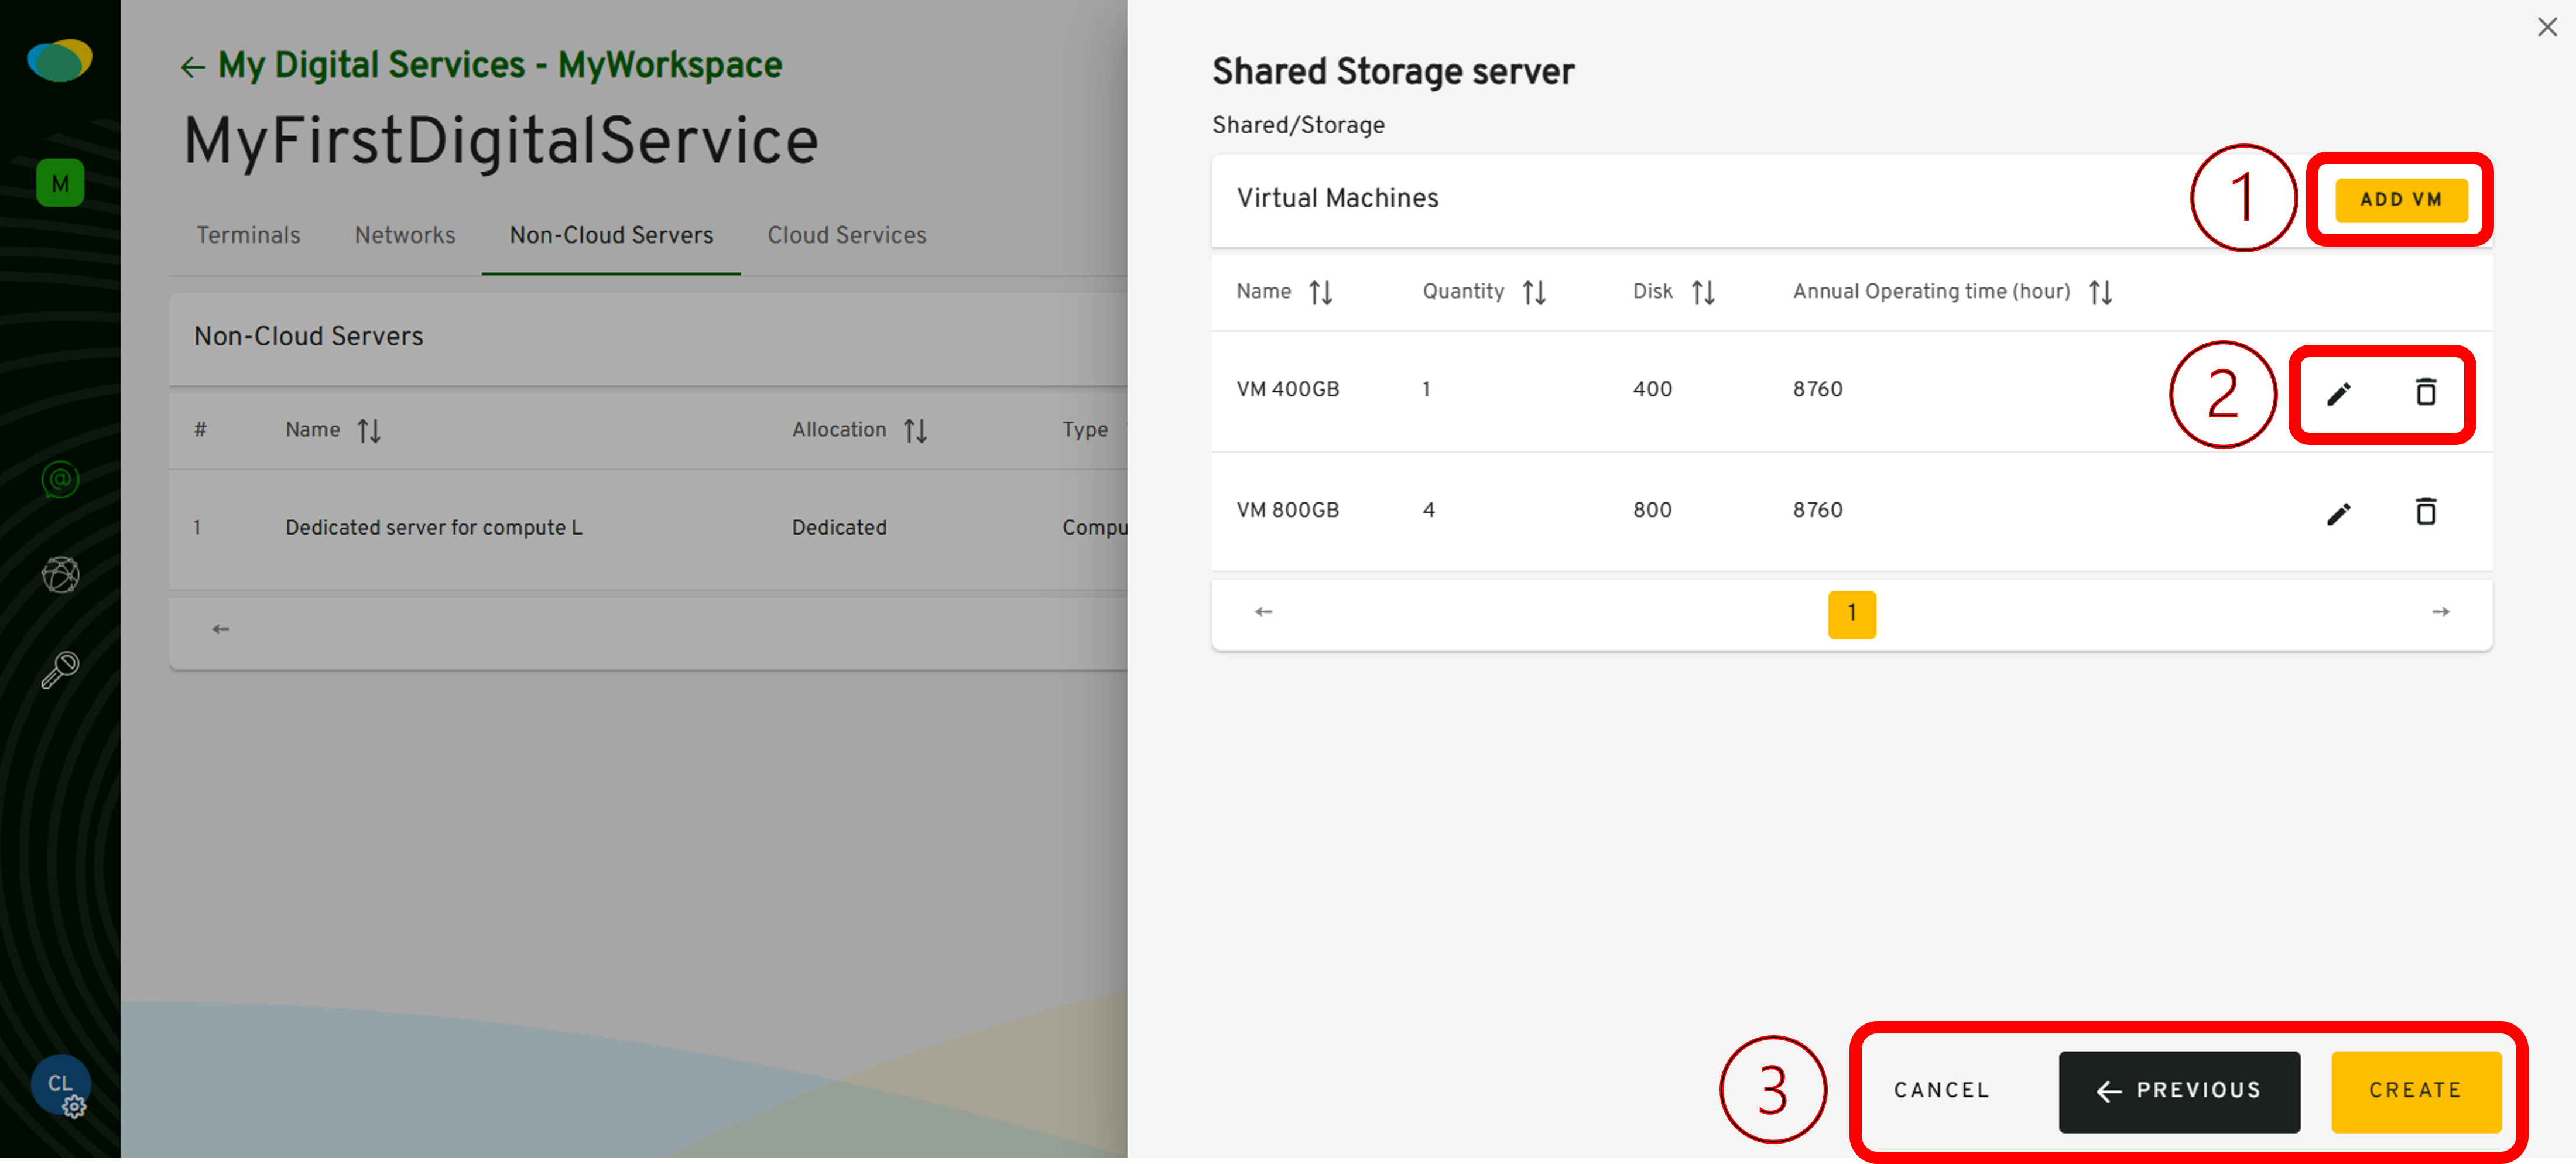 ← My Digital Services - MyWorkspace
MyFirstDigitalService
M
Terminals Networks Non-Cloud Servers Cloud Services
Non-Cloud Servers
# Name Allocation Type
1 Dedicated server for compute L Dedicated Compu
CL
Shared Storage server
Shared/Storage
Virtual Machines
1
ADD VM
Name Quantity Disk Annual Operating time (hour)
VM 400GB 1 400 8760
2
VM 800GB 4 800 8760
1
3
CANCEL ← PREVIOUS CREATE